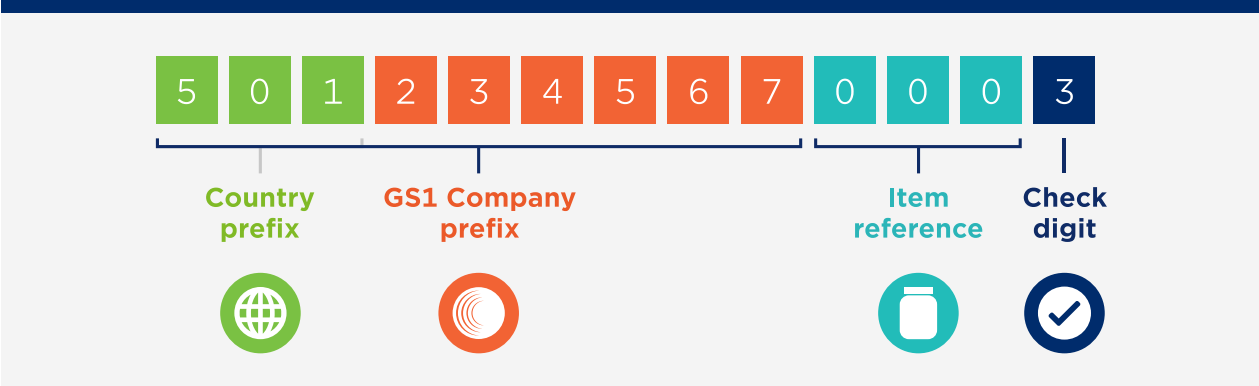 5 0 1 2 3 4 5 6 7 0 0 0 3
Country prefix
GS1 Company prefix
Item reference
Check digit